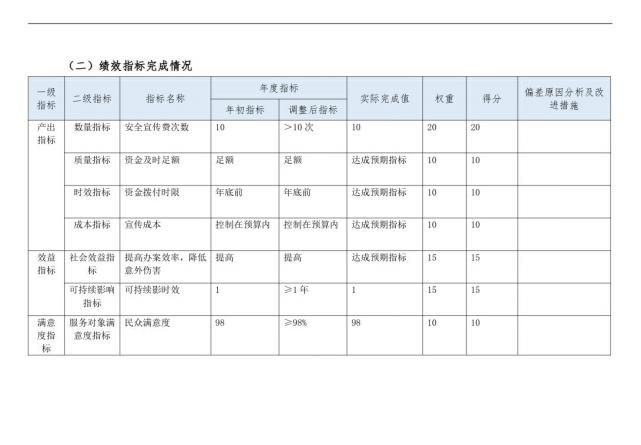 （二）绩效指标完成情况
一级指标 二级指标 指标名称 年度指标 实际完成值 权重 得分 偏差原因分析及改进措施
年初指标 调整后指标
产出指标 数量指标 安全宣传费次数 10 ＞10次 10 20 20
质量指标 资金及时足额 足额 足额 达成预期指标 10 10
时效指标 资金拨付时限 年底前 年底前 达成预期指标 10 10
成本指标 宣传成本 控制在预算内 控制在预算内 达成预期指标 10 10
效益指标 社会效益指标 提高办案效率，降低意外伤害 提高 提高 达成预期指标 15 15
可持续影响指标 可持续影时效 1 ≥1年 1 15 15
满意度指标 服务对象满意度指标 民众满意度 98 ≥98% 98 10 10